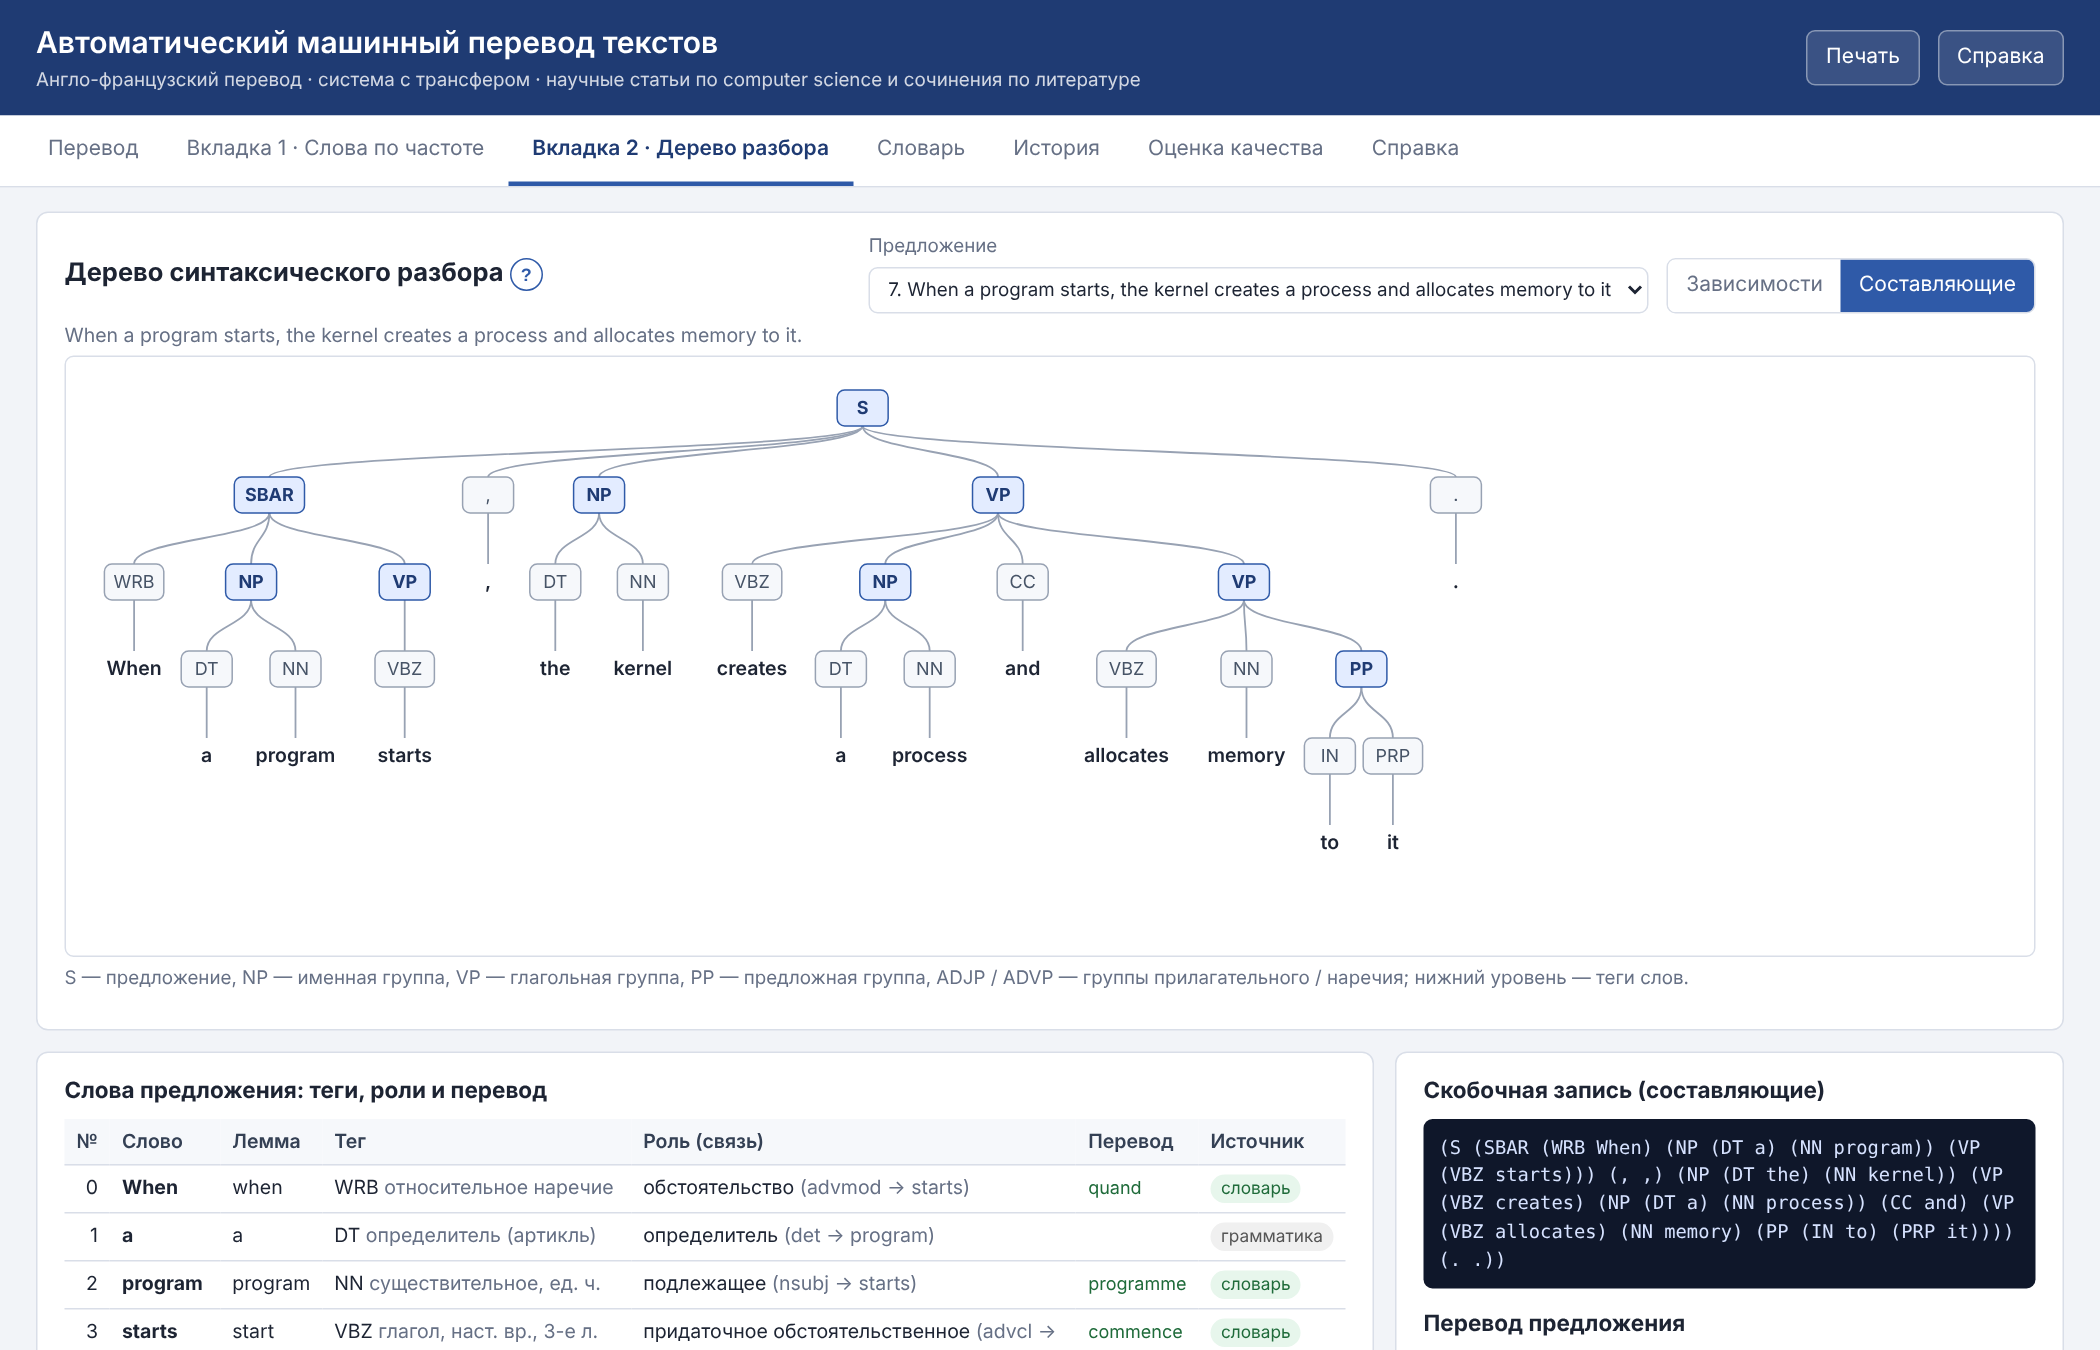 Автоматический машинный перевод текстов
Англо-французский перевод · система с трансфером · научные статьи по computer science и сочинения по литературе
Печать
Справка
Перевод
Вкладка 1 · Слова по частоте
Вкладка 2 · Дерево разбора
Словарь
История
Оценка качества
Справка
Дерево синтаксического разбора ?
Предложение
7. When a program starts, the kernel creates a process and allocates memory to it
Зависимости
Составляющие
When a program starts, the kernel creates a process and allocates memory to it.
S
SBAR , NP VP .
WRB NP VP , DT NN VBZ NP CC VP .
When DT NN VBZ the kernel creates DT NN and VBZ NN PP
a program starts a process allocates memory IN PRP
to it
S — предложение, NP — именная группа, VP — глагольная группа, PP — предложная группа, ADJP / ADVP — группы прилагательного / наречия; нижний уровень — теги слов.
Слова предложения: теги, роли и перевод
№ Слово Лемма Тег Роль (связь) Перевод Источник
0 When when WRB относительное наречие обстоятельство (advmod → starts) quand словарь
1 a a DT определитель (артикль) определитель (det → program) грамматика
2 program program NN существительное, ед. ч. подлежащее (nsubj → starts) programme словарь
3 starts start VBZ глагол, наст. вр., 3-е л. придаточное обстоятельственное (advcl → commence словарь
Скобочная запись (составляющие)
(S (SBAR (WRB When) (NP (DT a) (NN program)) (VP
(VBZ starts))) (, ,) (NP (DT the) (NN kernel)) (VP
(VBZ creates) (NP (DT a) (NN process)) (CC and) (VP
(VBZ allocates) (NN memory) (PP (IN to) (PRP it))))
(. .))
Перевод предложения